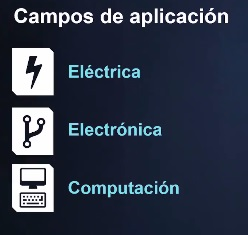 Campos de aplicación
Eléctrica
Electrónica
Computación